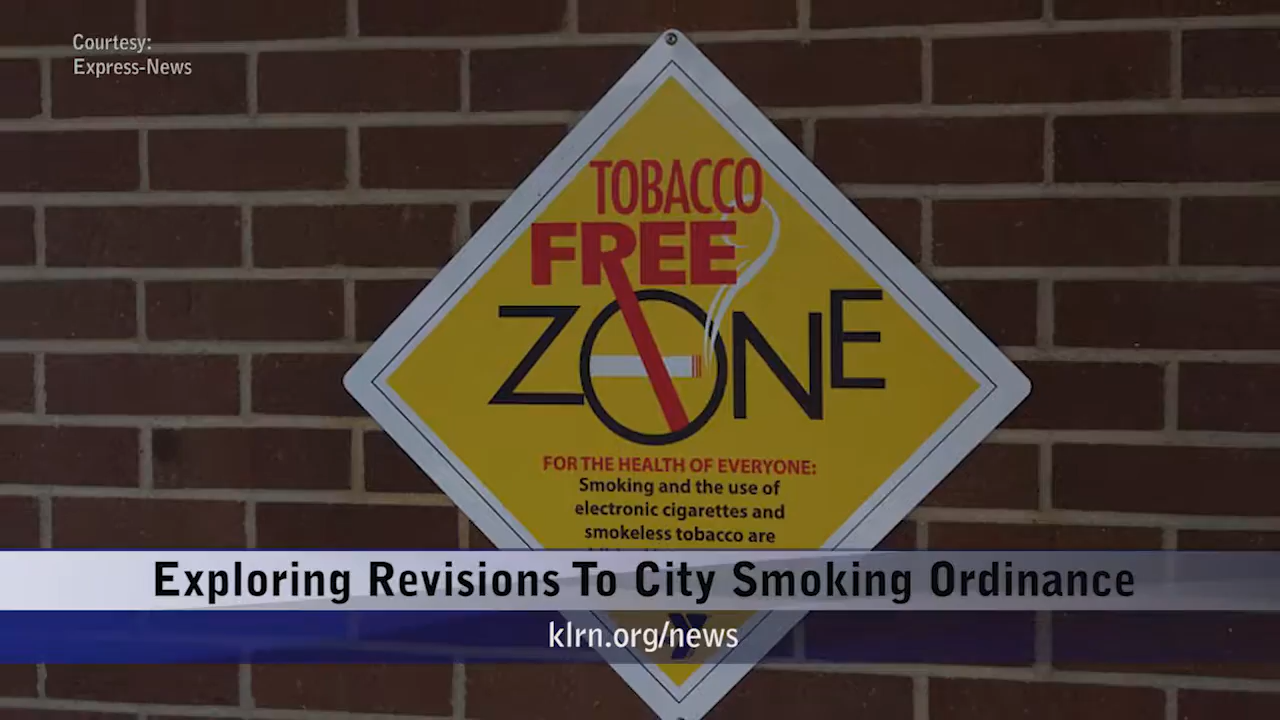 Courtesy:
Express-News
TOBACCO
FREE
ZONE
FOR THE HEALTH OF EVERYONE:
Smoking and the use of
electronic cigarettes and
smokeless tobacco are
Exploring Revisions To City Smoking Ordinance
klrn.org/news